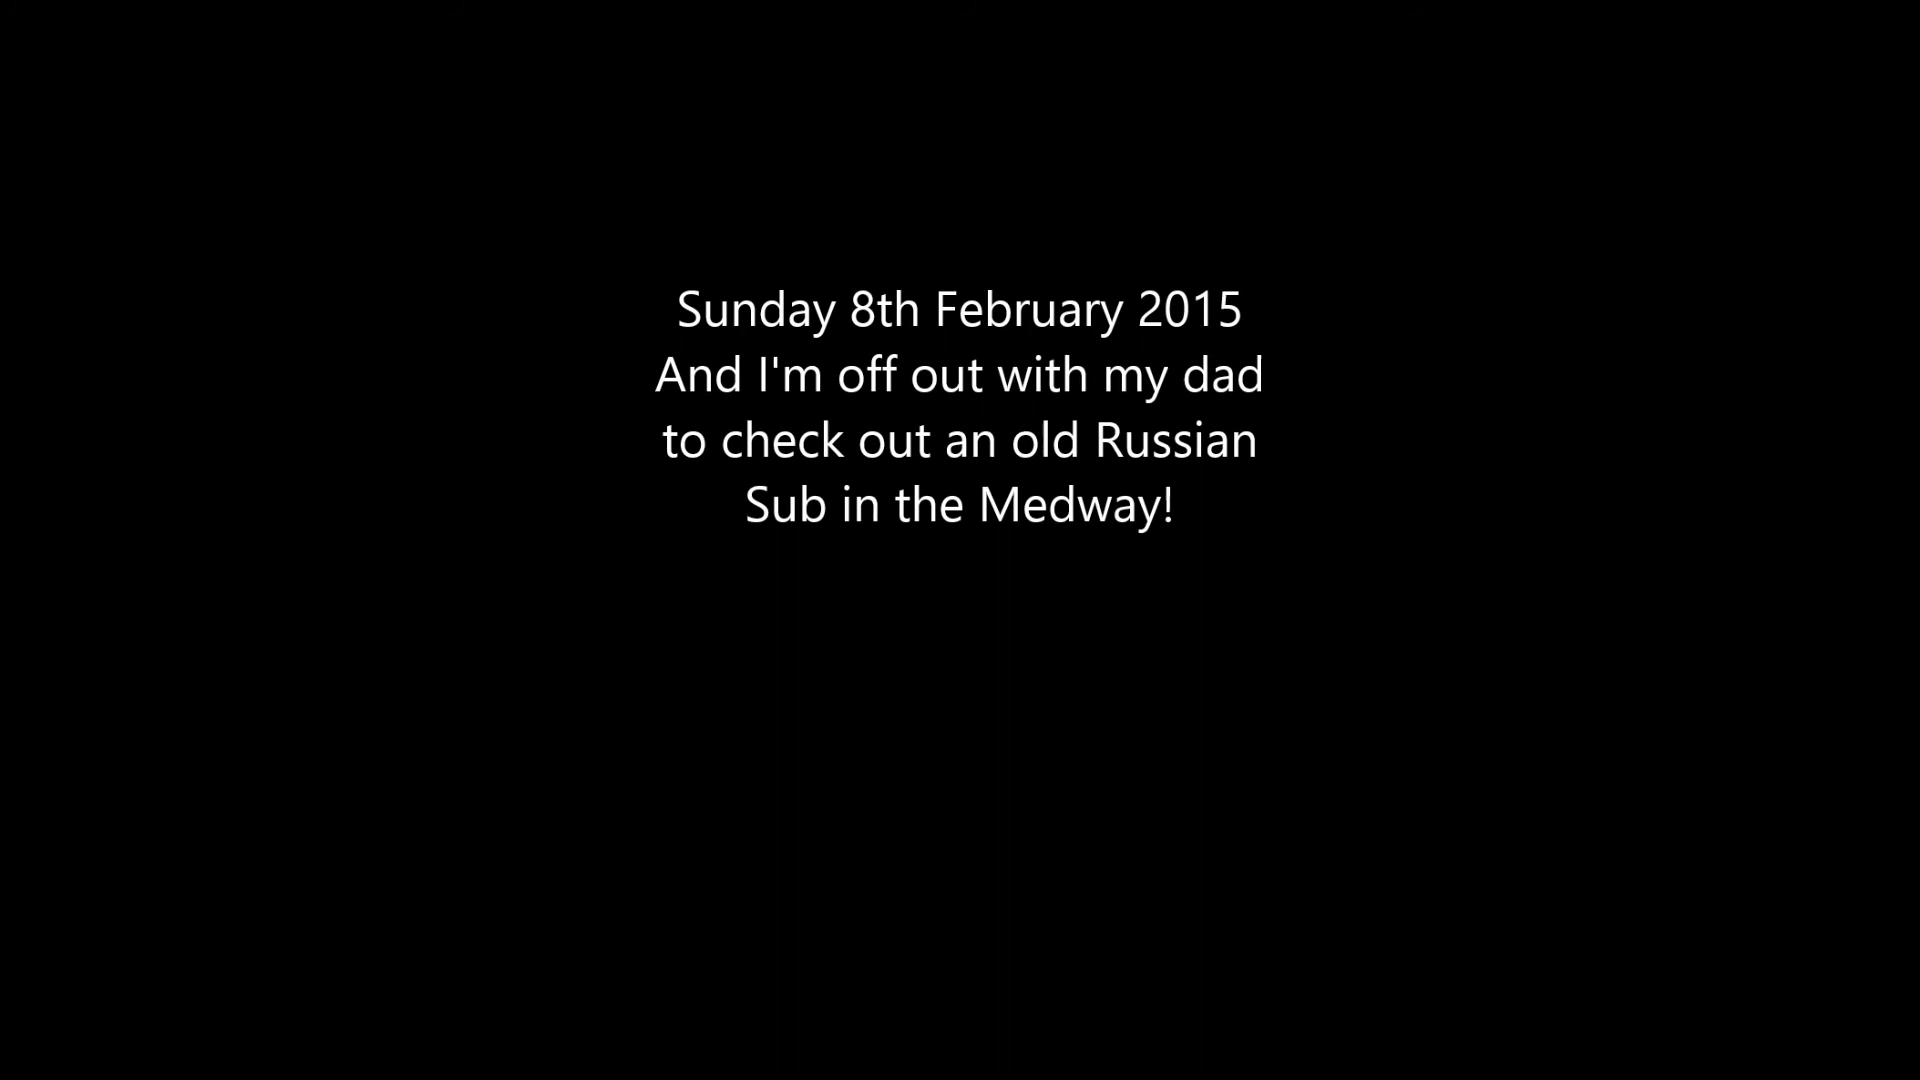 Sunday 8th February 2015
And I'm off out with my dad
to check out an old Russian
Sub in the Medway!